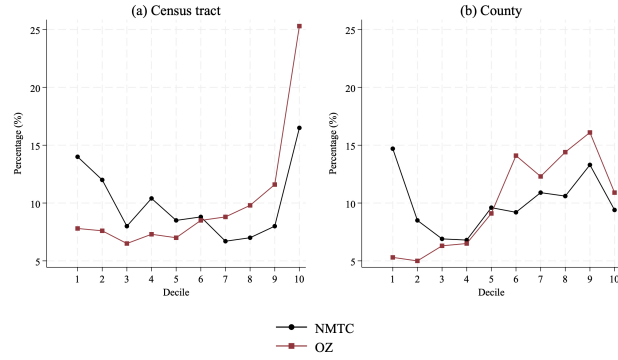 (a) Census tract
(b) County
Percentage (%)
25
20
15
10
5
1 2 3 4 5 6 7 8 9 10
Decile
Percentage (%)
25
20
15
10
5
1 2 3 4 5 6 7 8 9 10
Decile
NMTC
OZ